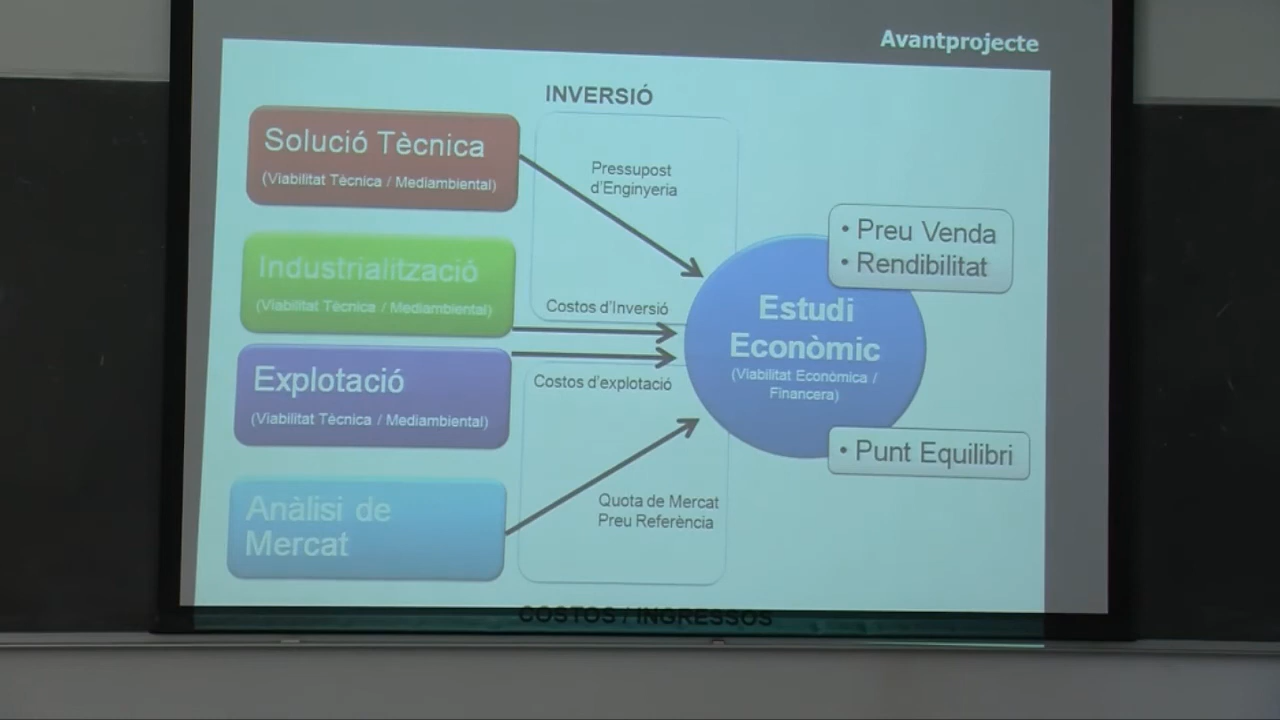 Avantprojecte
INVERSIÓ
Solució Tècnica
(Viabilitat Tècnica / Mediambiental)
Pressupost
d'Enginyeria
• Preu Venda
• Rendibilitat
Industrialització
(Viabilitat Tècnica / Mediambiental)
Costos d'Inversió
Estudi
Econòmic
(Viabilitat Econòmica /
Financera)
Explotació
(Viabilitat Tècnica / Mediambiental)
Costos d'explotació
• Punt Equilibri
Anàlisi de
Mercat
Quota de Mercat
Preu Referència
COSTOS / INGRESSOS